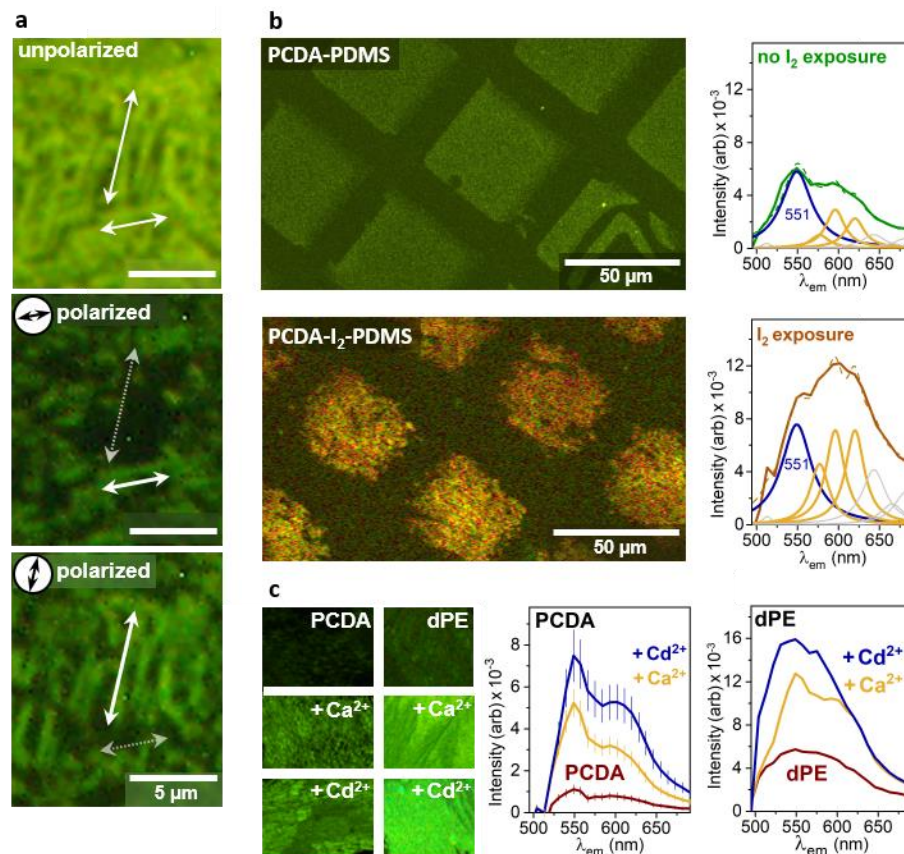 a
unpolarized
polarized
polarized
5 µm
b
PCDA-PDMS
50 µm
no I₂ exposure
Intensity (arb) x 10⁻³
12
8
4
0
551
500 550 600 650
λem (nm)
PCDA-I₂-PDMS
50 µm
I₂ exposure
Intensity (arb) x 10⁻³
12
8
4
0
551
500 550 600 650
λem (nm)
c
PCDA dPE
+ Ca²⁺ + Ca²⁺
+ Cd²⁺ + Cd²⁺
PCDA
+ Cd²⁺
+ Ca²⁺
PCDA
Intensity (arb) x 10⁻³
8
6
4
2
0
500 550 600 650
λem (nm)
dPE
+ Cd²⁺
+ Ca²⁺
dPE
Intensity (arb) x 10⁻³
16
12
8
4
0
500 550 600 650
λem (nm)